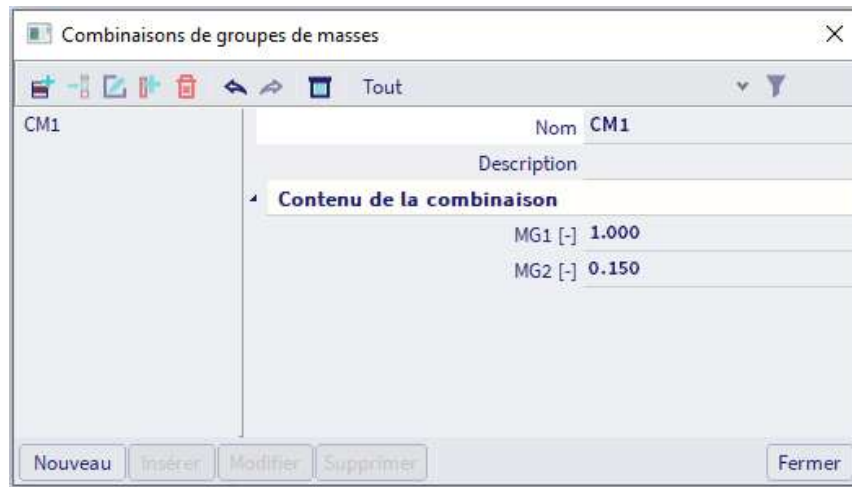 Combinaisons de groupes de masses
Tout
CM1
Nom CM1
Description
Contenu de la combinaison
MG1 [-] 1.000
MG2 [-] 0.150
Nouveau Insérer Modifier Supprimer Fermer